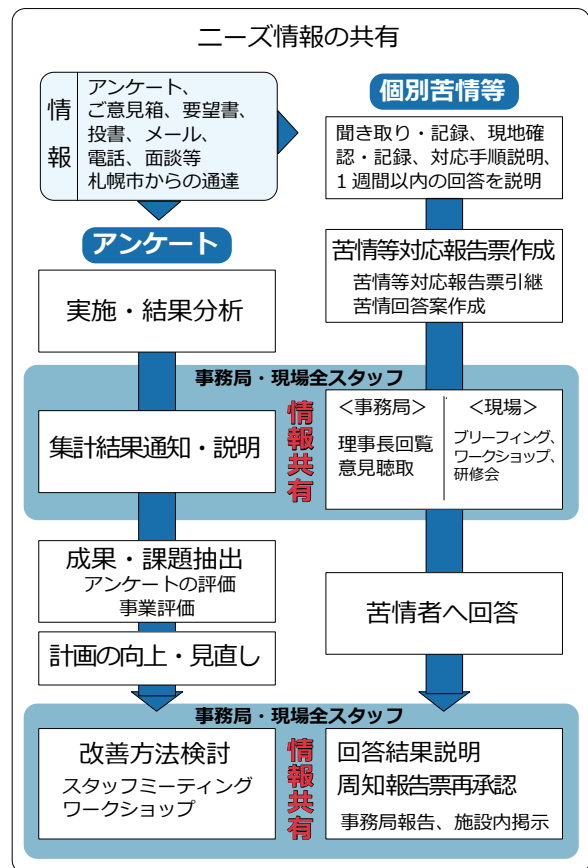 ニーズ情報の共有
情報
アンケート、
ご意見箱、要望書、
投書、メール、
電話、面談等
札幌市からの通達
アンケート
実施・結果分析
事務局・現場全スタッフ
集計結果通知・説明
情報共有
成果・課題抽出
アンケートの評価
事業評価
計画の向上・見直し
事務局・現場全スタッフ
改善方法検討
スタッフミーティング
ワークショップ
情報共有
個別苦情等
聞き取り・記録、現地確
認・記録、対応手順説明、
1週間以内の回答を説明
苦情等対応報告票作成
苦情等対応報告票引継
苦情回答案作成
＜事務局＞
理事長回覧
意見聴取
＜現場＞
ブリーフィング、
ワークショップ、
研修会
苦情者へ回答
回答結果説明
周知報告票再承認
事務局報告、施設内掲示